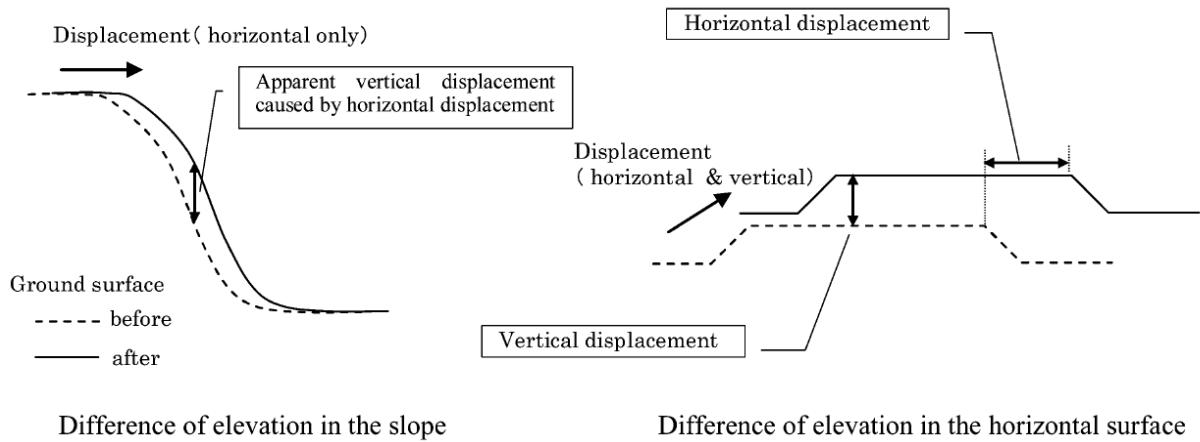 Displacement( horizontal only)
Apparent vertical displacement
caused by horizontal displacement
Ground surface
before
after
Difference of elevation in the slope
Horizontal displacement
Displacement
( horizontal & vertical)
Vertical displacement
Difference of elevation in the horizontal surface